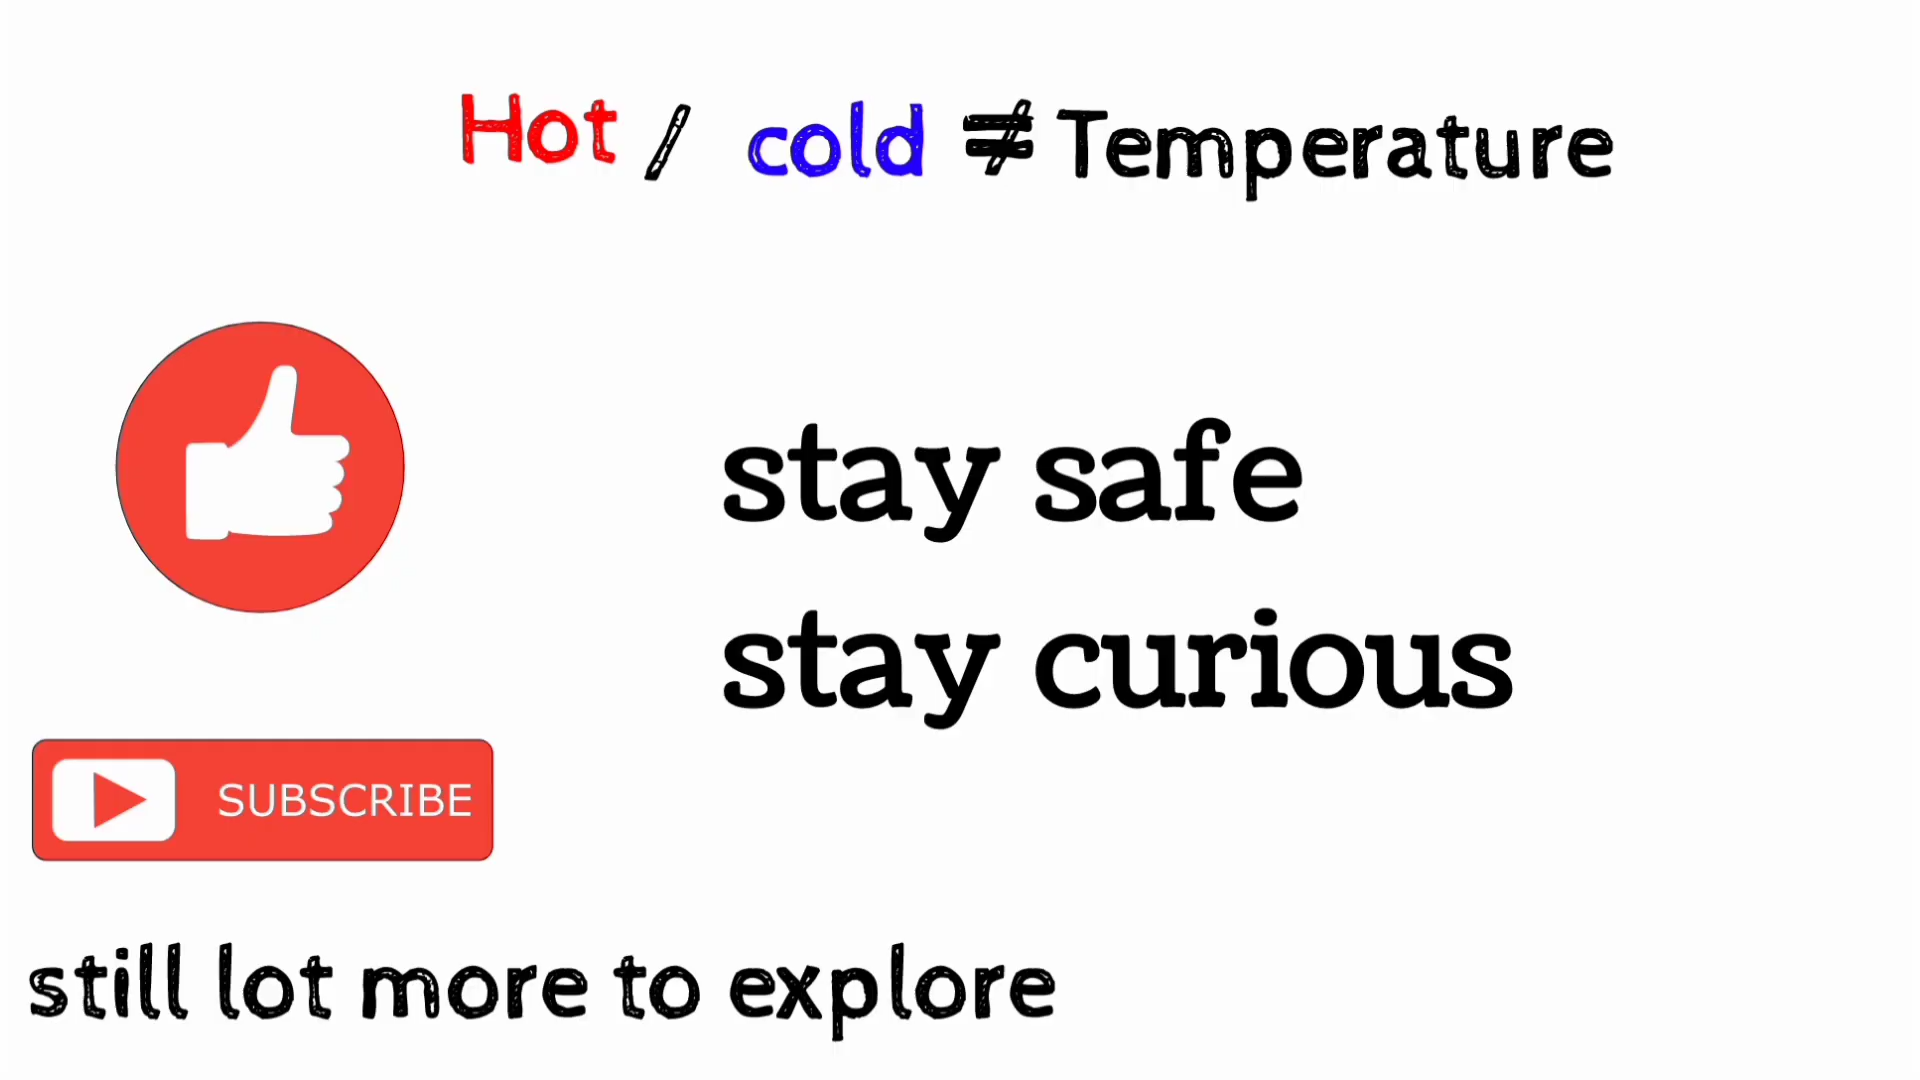 Hot / cold ≠ Temperature
stay safe
stay curious
SUBSCRIBE
still lot more to explore